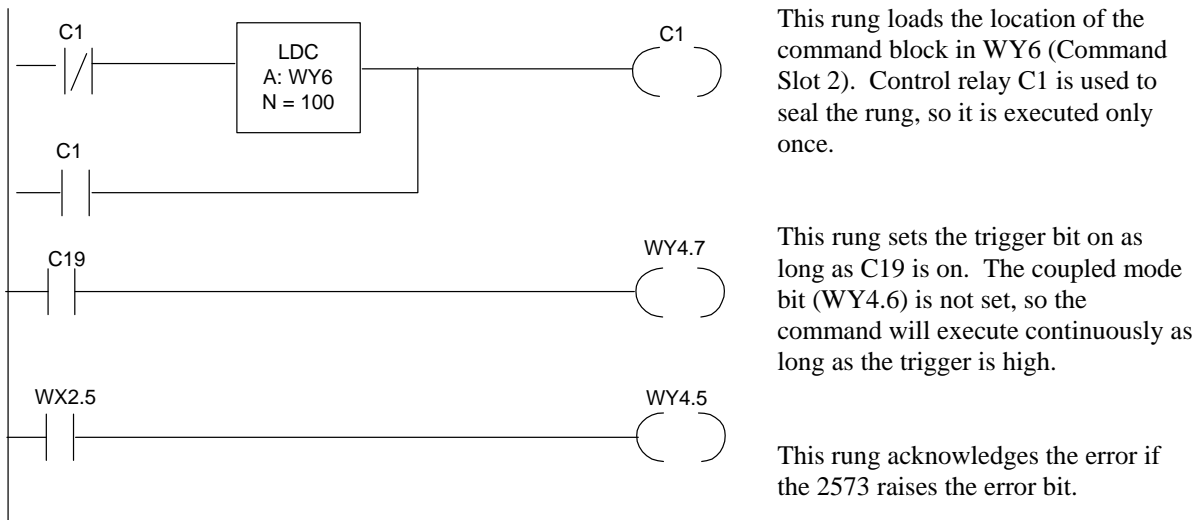 C1
LDC
A: WY6
N = 100
C1
C1
This rung loads the location of the
command block in WY6 (Command
Slot 2). Control relay C1 is used to
seal the rung, so it is executed only
once.
C19
WY4.7
This rung sets the trigger bit on as
long as C19 is on. The coupled mode
bit (WY4.6) is not set, so the
command will execute continuously as
long as the trigger is high.
WX2.5
WY4.5
This rung acknowledges the error if
the 2573 raises the error bit.